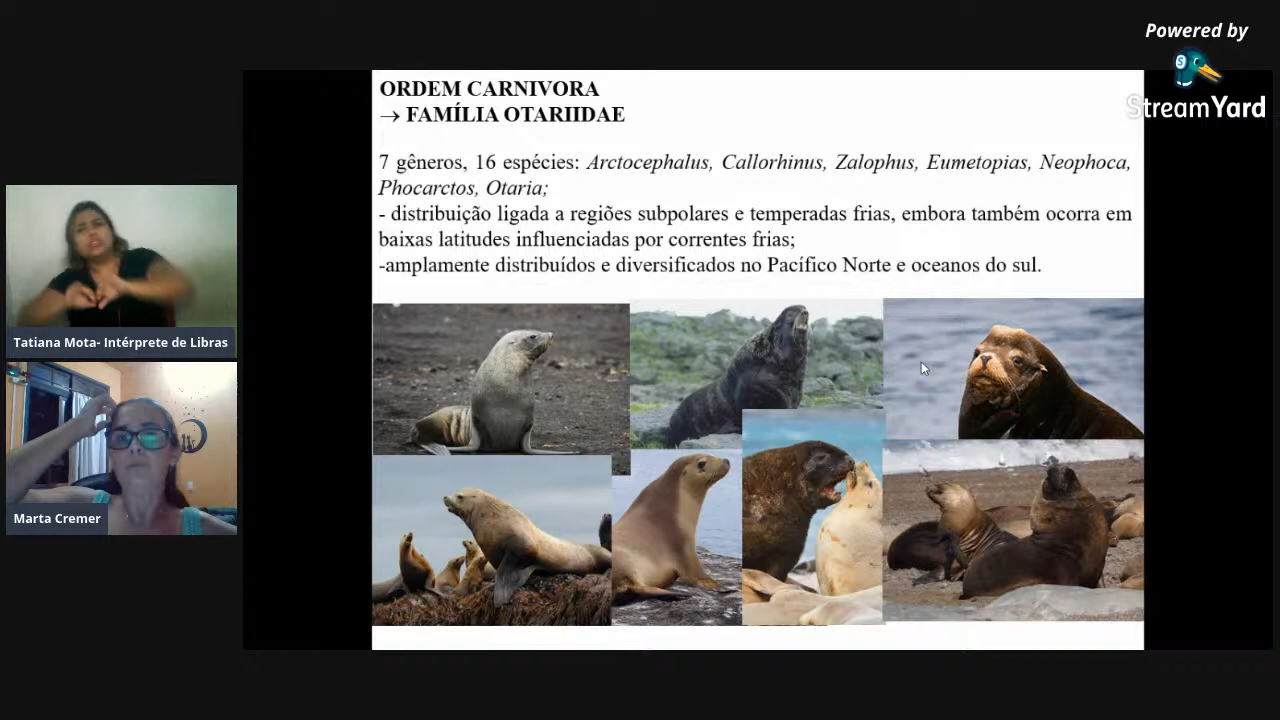 Powered by
StreamYard
ORDEM CARNIVORA
→ FAMÍLIA OTARIIDAE
7 gêneros, 16 espécies: Arctocephalus, Callorhinus, Zalophus, Eumetopias, Neophoca,
Phocarctos, Otaria;
- distribuição ligada a regiões subpolares e temperadas frias, embora também ocorra em
baixas latitudes influenciadas por correntes frias;
-amplamente distribuídos e diversificados no Pacífico Norte e oceanos do sul.
Tatiana Mota- Intérprete de Libras
Marta Cremer